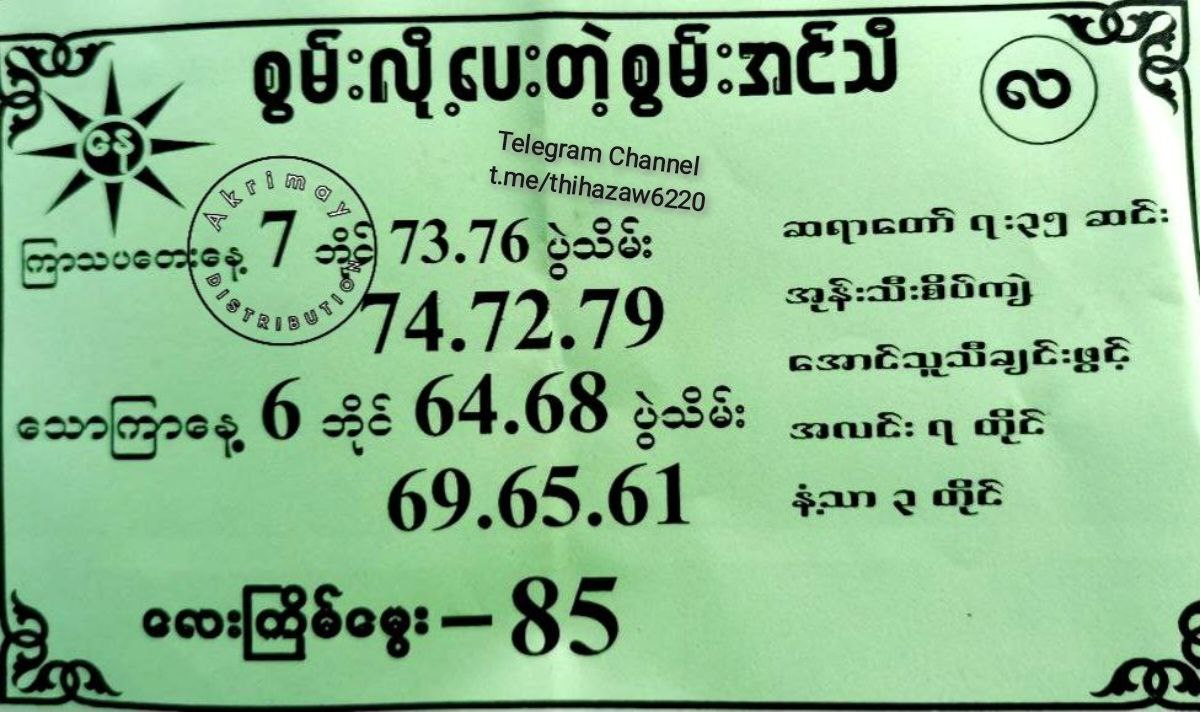 စွမ်းလို့ပေးတဲ့စွမ်းအင်သီ
နေ
လ
Telegram Channel
t.me/thihazaw6220
Akrimay
DISTRIBUTION
ကြာသပတေးနေ့ 7 ဘိုင် 73.76 ပွဲသိမ်း
74.72.79
သောကြာနေ့ 6 ဘိုင် 64.68 ပွဲသိမ်း
69.65.61
လေးကြိမ်မွေး – 85
ဆရာတော် ၇:၃၅ ဆင်း
အုန်းသီးစိပ်ကျဲ
အောင်သူသီချင်းဖွင့်
အလင်း ၇ တိုင်
နံ့သာ ၃ တိုင်